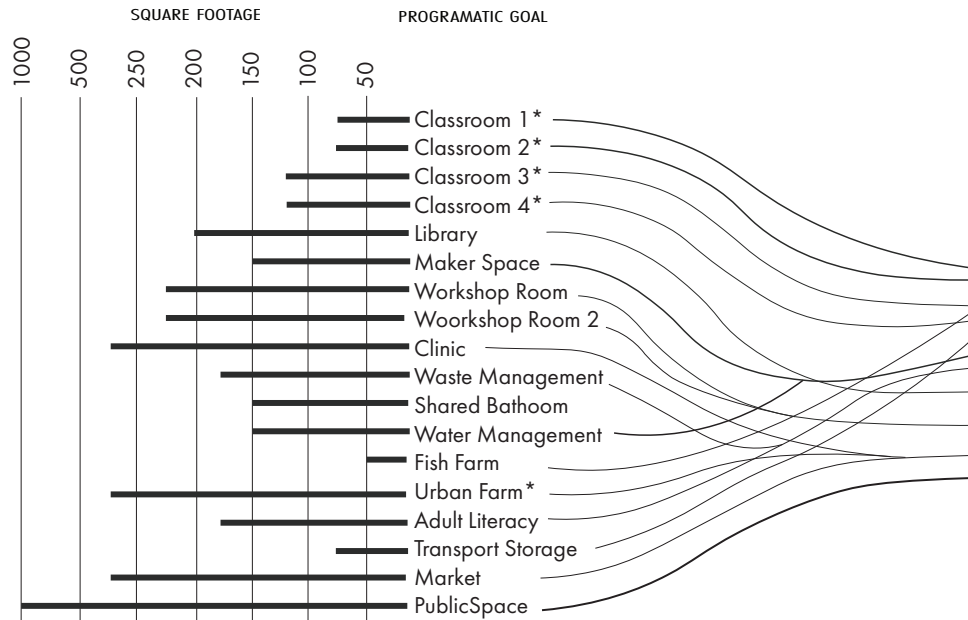 SQUARE FOOTAGE
PROGRAMATIC GOAL
1000
500
250
200
150
100
50
Classroom 1*
Classroom 2*
Classroom 3*
Classroom 4*
Library
Maker Space
Workshop Room
Woorkshop Room 2
Clinic
Waste Management
Shared Bathoom
Water Management
Fish Farm
Urban Farm*
Adult Literacy
Transport Storage
Market
PublicSpace